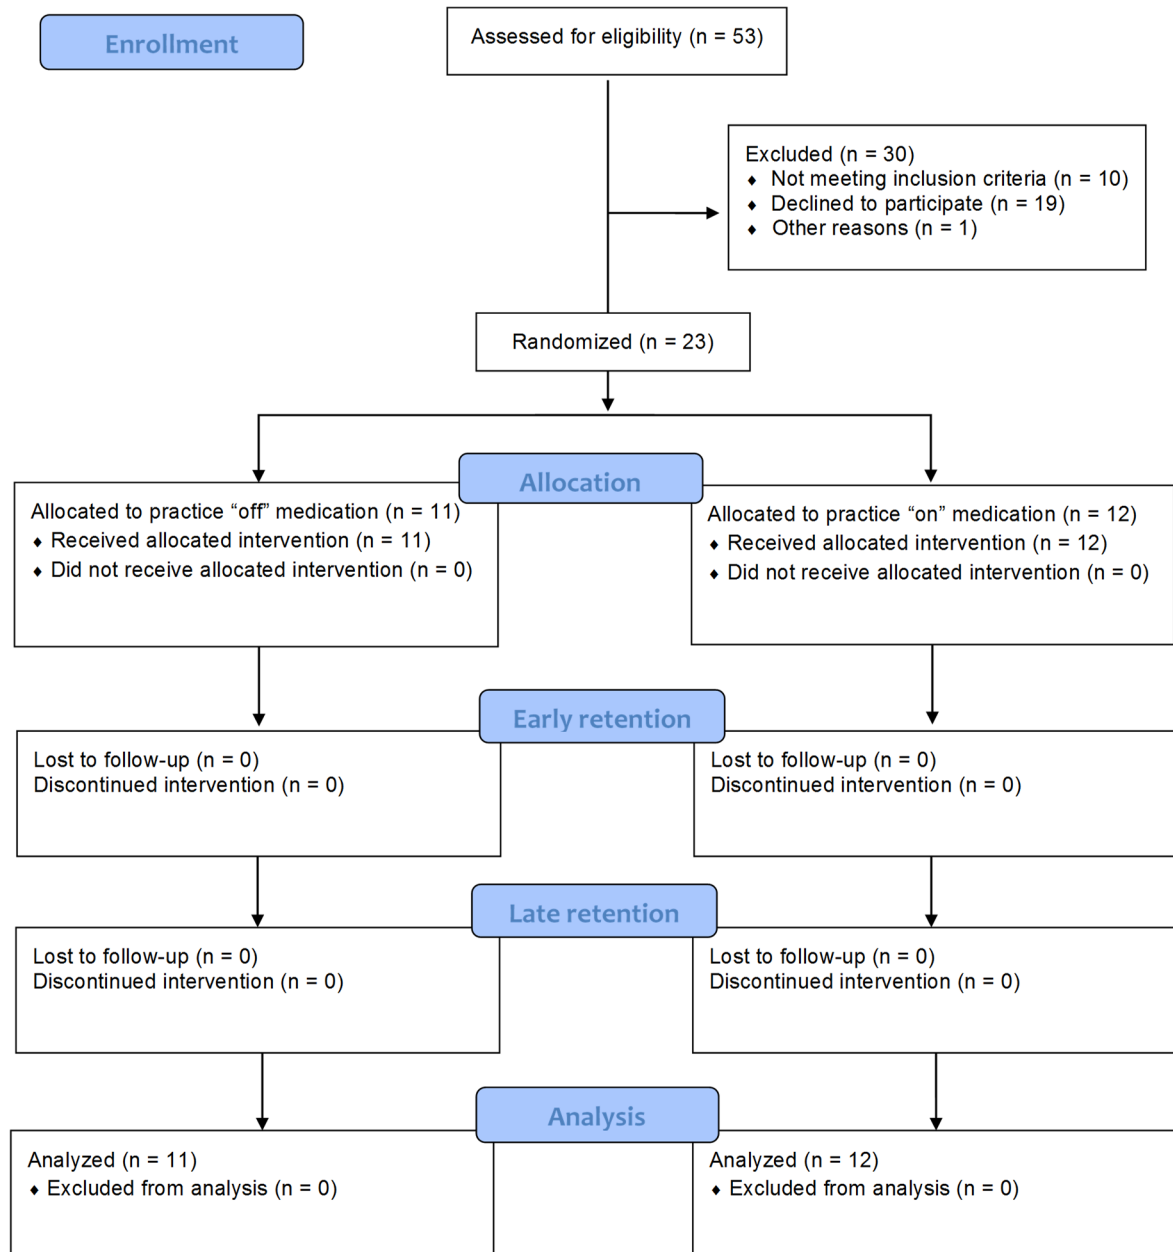 Enrollment
Assessed for eligibility (n = 53)
Excluded (n = 30)
♦ Not meeting inclusion criteria (n = 10)
♦ Declined to participate (n = 19)
♦ Other reasons (n = 1)
Randomized (n = 23)
Allocation
Allocated to practice “off” medication (n = 11)
♦ Received allocated intervention (n = 11)
♦ Did not receive allocated intervention (n = 0)
Allocated to practice “on” medication (n = 12)
♦ Received allocated intervention (n = 12)
♦ Did not receive allocated intervention (n = 0)
Early retention
Lost to follow-up (n = 0)
Discontinued intervention (n = 0)
Lost to follow-up (n = 0)
Discontinued intervention (n = 0)
Late retention
Lost to follow-up (n = 0)
Discontinued intervention (n = 0)
Lost to follow-up (n = 0)
Discontinued intervention (n = 0)
Analysis
Analyzed (n = 11)
♦ Excluded from analysis (n = 0)
Analyzed (n = 12)
♦ Excluded from analysis (n = 0)